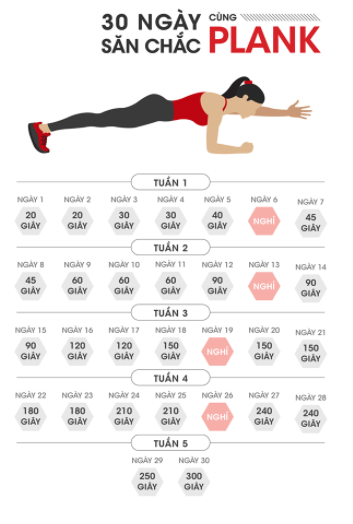 30 NGÀY CÙNG
SĂN CHẮC PLANK
TUẦN 1
NGÀY 1 NGÀY 2 NGÀY 3 NGÀY 4 NGÀY 5 NGÀY 6 NGÀY 7
20 GIÂY 20 GIÂY 30 GIÂY 30 GIÂY 40 GIÂY NGHỈ 45 GIÂY
TUẦN 2
NGÀY 8 NGÀY 9 NGÀY 10 NGÀY 11 NGÀY 12 NGÀY 13 NGÀY 14
45 GIÂY 60 GIÂY 60 GIÂY 60 GIÂY 90 GIÂY NGHỈ 90 GIÂY
TUẦN 3
NGÀY 15 NGÀY 16 NGÀY 17 NGÀY 18 NGÀY 19 NGÀY 20 NGÀY 21
90 GIÂY 120 GIÂY 120 GIÂY 150 GIÂY NGHỈ 150 GIÂY 150 GIÂY
TUẦN 4
NGÀY 22 NGÀY 23 NGÀY 24 NGÀY 25 NGÀY 26 NGÀY 27 NGÀY 28
180 GIÂY 180 GIÂY 210 GIÂY 210 GIÂY NGHỈ 240 GIÂY 240 GIÂY
TUẦN 5
NGÀY 29 NGÀY 30
250 GIÂY 300 GIÂY